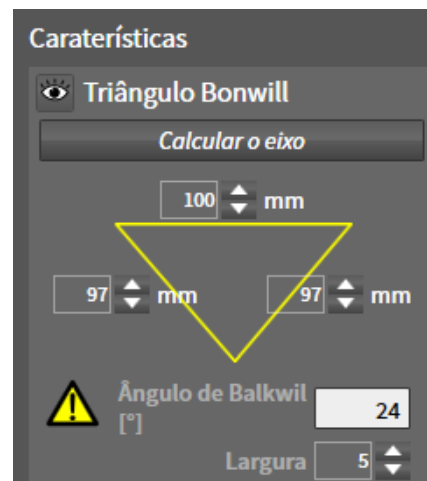 Caraterísticas
Triângulo Bonwill
Calcular o eixo
100 mm
97 mm 97 mm
Ângulo de Balkwil
[°] 24
Largura 5